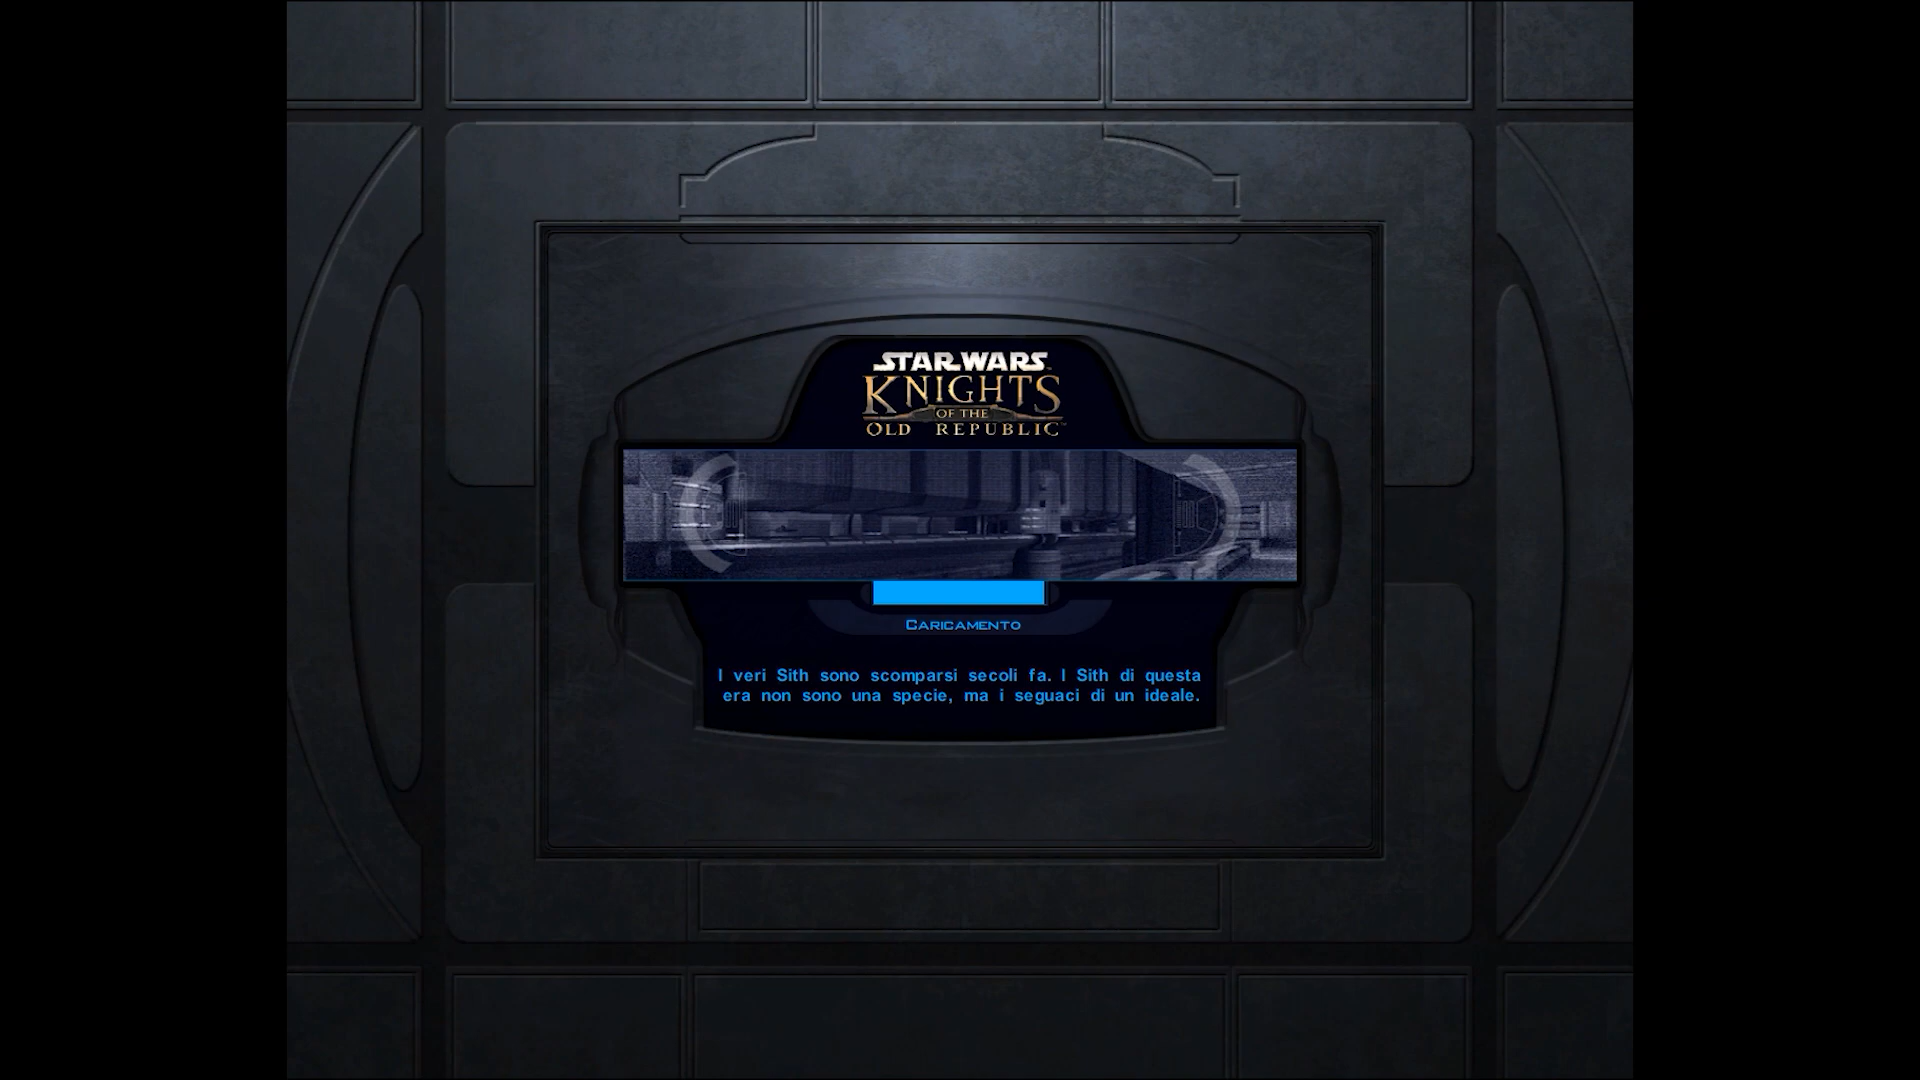 STAR WARS
KNIGHTS
OF THE
OLD REPUBLIC
CARICAMENTO
I veri Sith sono scomparsi secoli fa. I Sith di questa
era non sono una specie, ma i seguaci di un ideale.